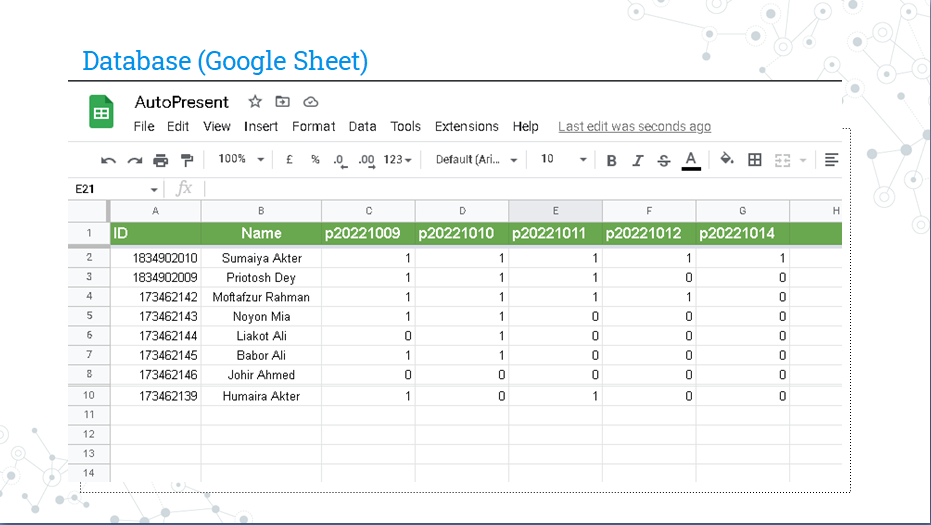 Database (Google Sheet)
AutoPresent
File Edit View Insert Format Data Tools Extensions Help Last edit was seconds ago
100% £ % .0 .00 123 Default (Ari... 10 B I S A
E21 fx
A B C D E F G H
1 ID Name p20221009 p20221010 p20221011 p20221012 p20221014
2 1834902010 Sumaiya Akter 1 1 1 1 1
3 1834902009 Priotosh Dey 1 1 1 0 0
4 173462142 Moftafzur Rahman 1 1 1 1 0
5 173462143 Noyon Mia 1 1 0 0 0
6 173462144 Liakot Ali 0 1 0 0 0
7 173462145 Babor Ali 1 1 0 0 0
8 173462146 Johir Ahmed 0 0 0 0 0
10 173462139 Humaira Akter 1 0 1 0 0
11
12
13
14